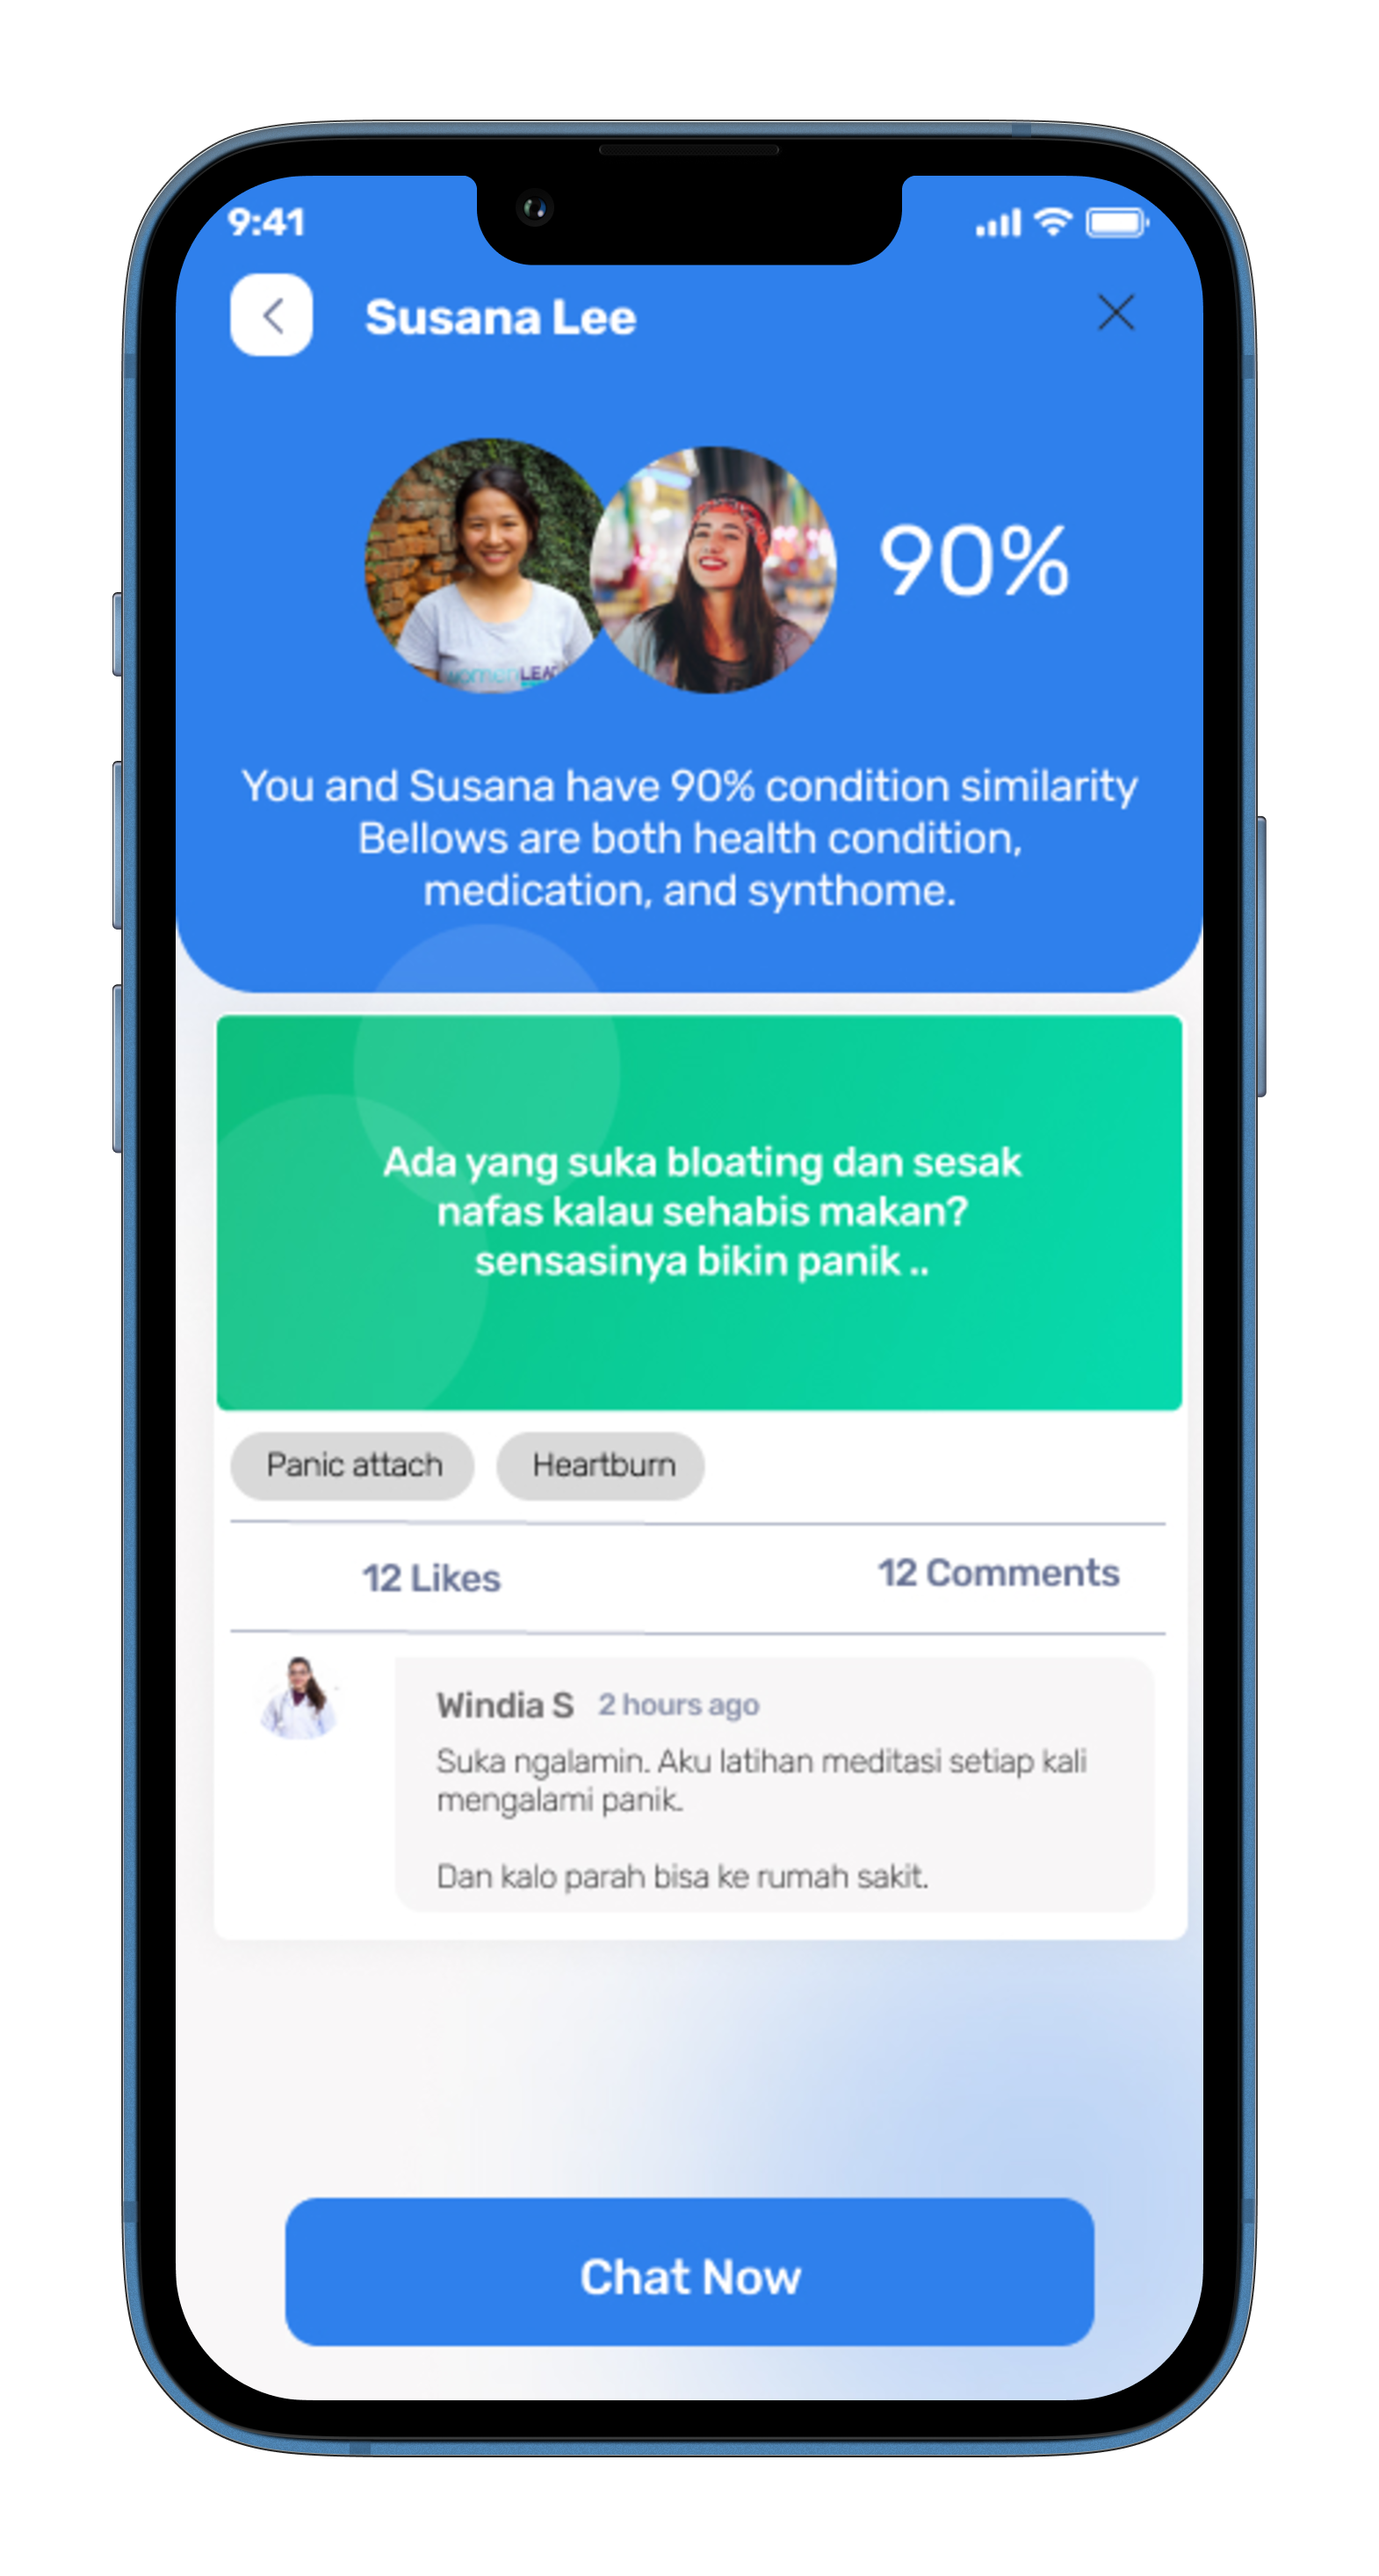 9:41
Susana Lee
women LEA
90%
You and Susana have 90% condition similarity
Bellows are both health condition,
medication, and synthome.
Ada yang suka bloating dan sesak
nafas kalau sehabis makan?
sensasinya bikin panik ..
Panic attach Heartburn
12 Likes 12 Comments
Windia S 2 hours ago
Suka ngalamin. Aku latihan meditasi setiap kali
mengalami panik.
Dan kalo parah bisa ke rumah sakit.
Chat Now